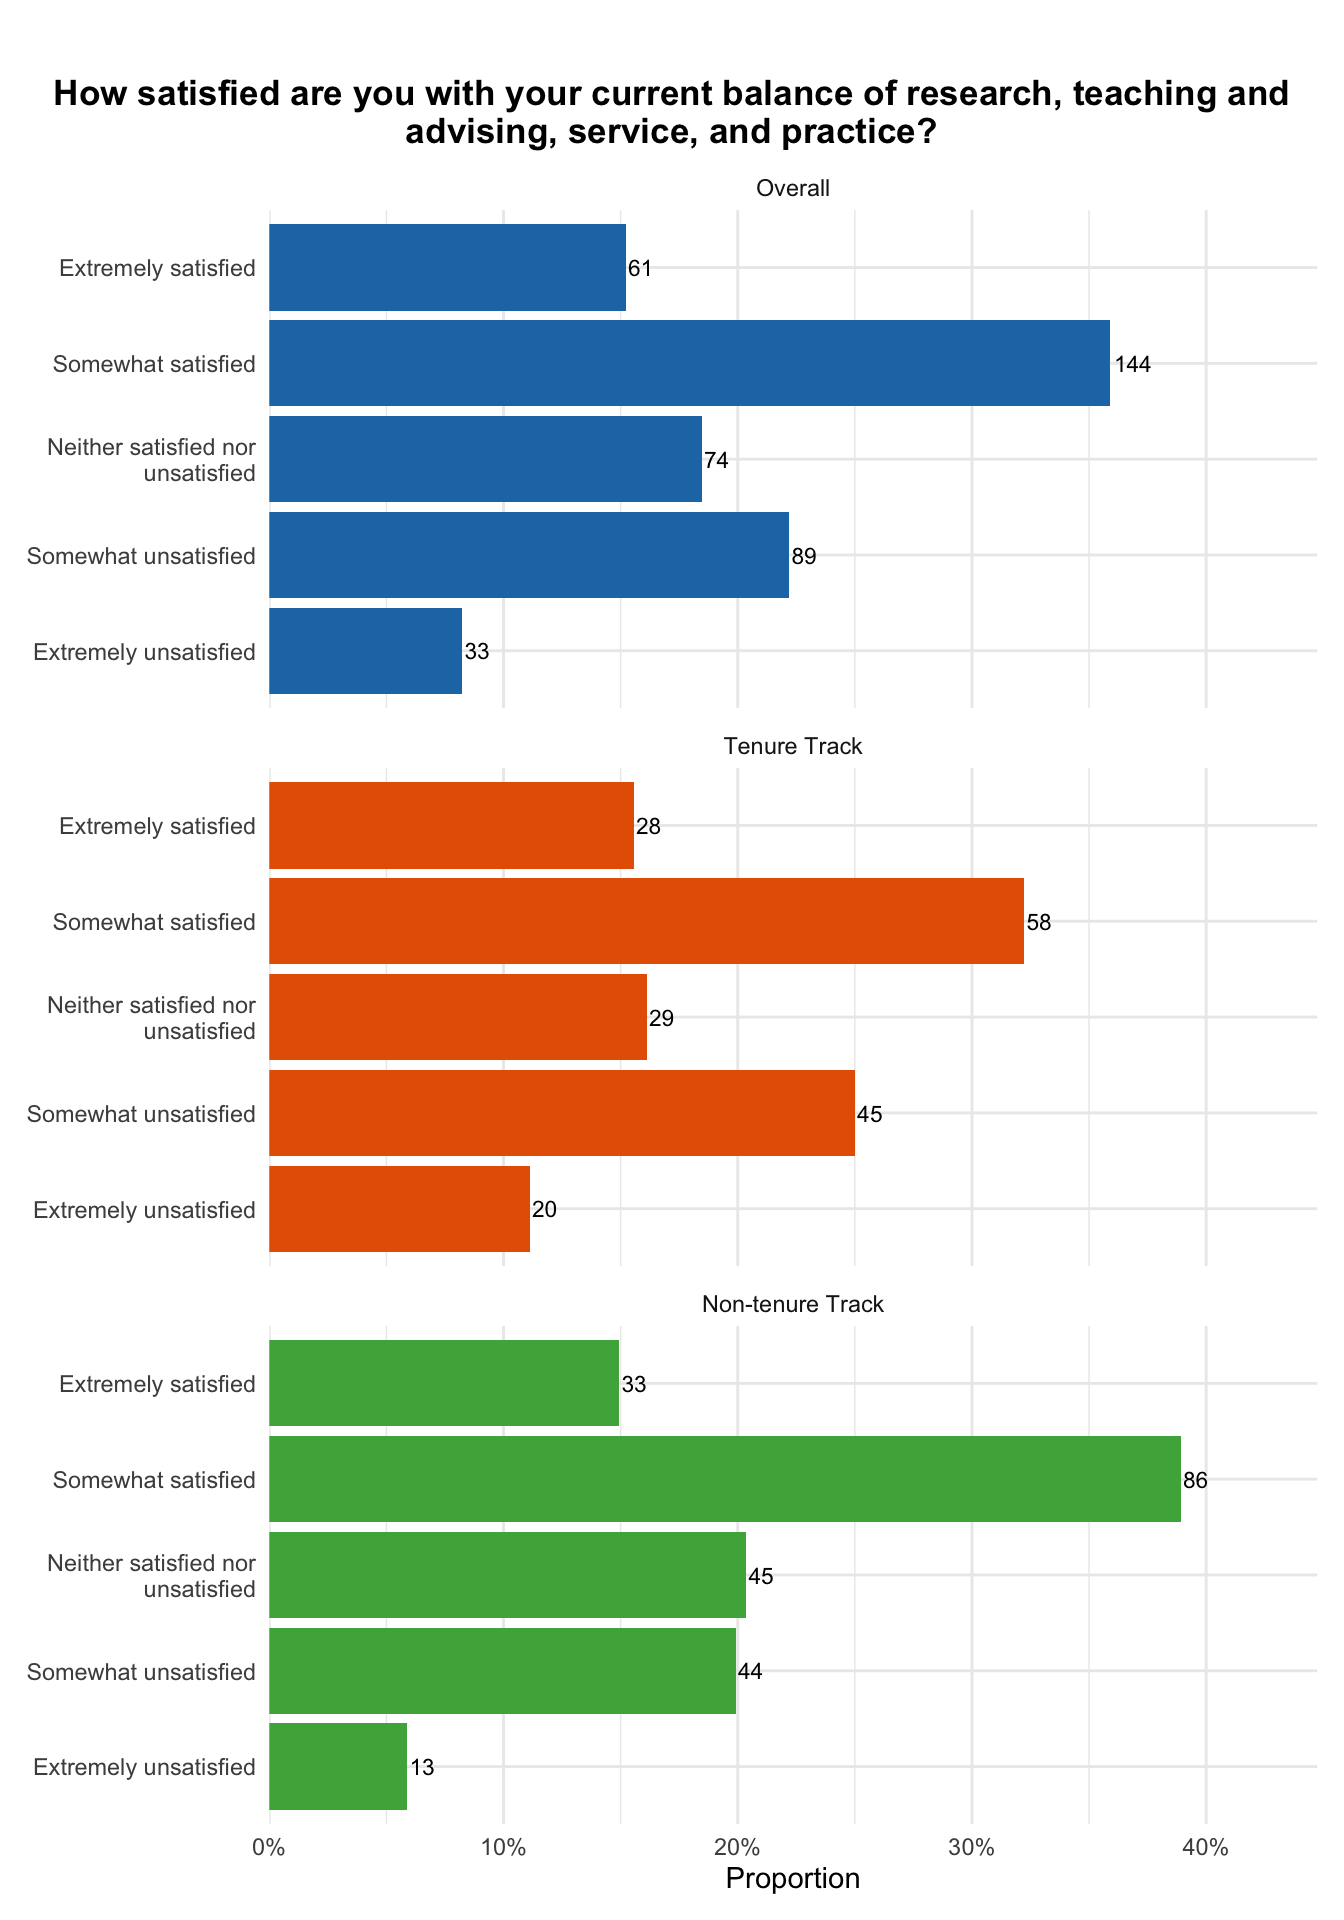 How satisfied are you with your current balance of research, teaching and
advising, service, and practice?
Overall
Extremely satisfied
61
Somewhat satisfied
144
Neither satisfied nor
unsatisfied
74
Somewhat unsatisfied
89
Extremely unsatisfied
33
Tenure Track
Extremely satisfied
28
Somewhat satisfied
58
Neither satisfied nor
unsatisfied
29
Somewhat unsatisfied
45
Extremely unsatisfied
20
Non-tenure Track
Extremely satisfied
33
Somewhat satisfied
86
Neither satisfied nor
unsatisfied
45
Somewhat unsatisfied
44
Extremely unsatisfied
13
0% 10% 20% 30% 40%
Proportion